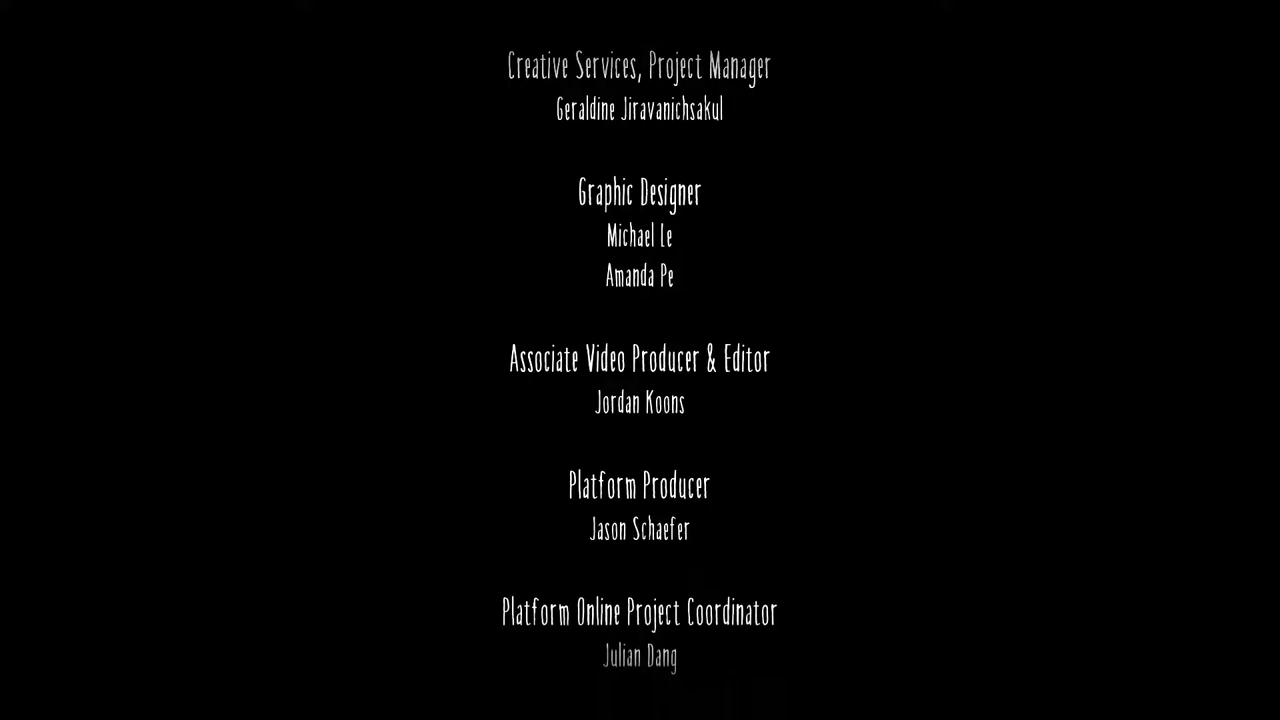 Creative Services, Project Manager
Geraldine Jiravanichsakul
Graphic Designer
Michael Le
Amanda Pe
Associate Video Producer & Editor
Jordan Koons
Platform Producer
Jason Schaefer
Platform Online Project Coordinator
Julian Dang